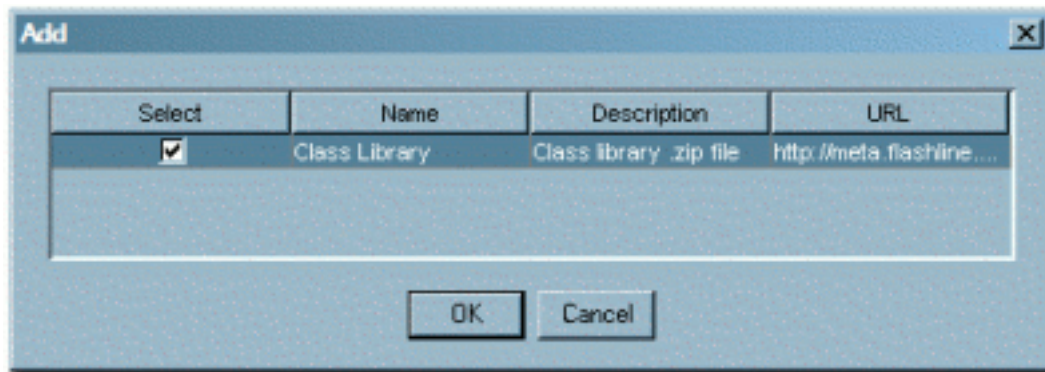 Add
Select Name Description URL
Class Library Class library .zip file http://meta.flashline....
OK Cancel